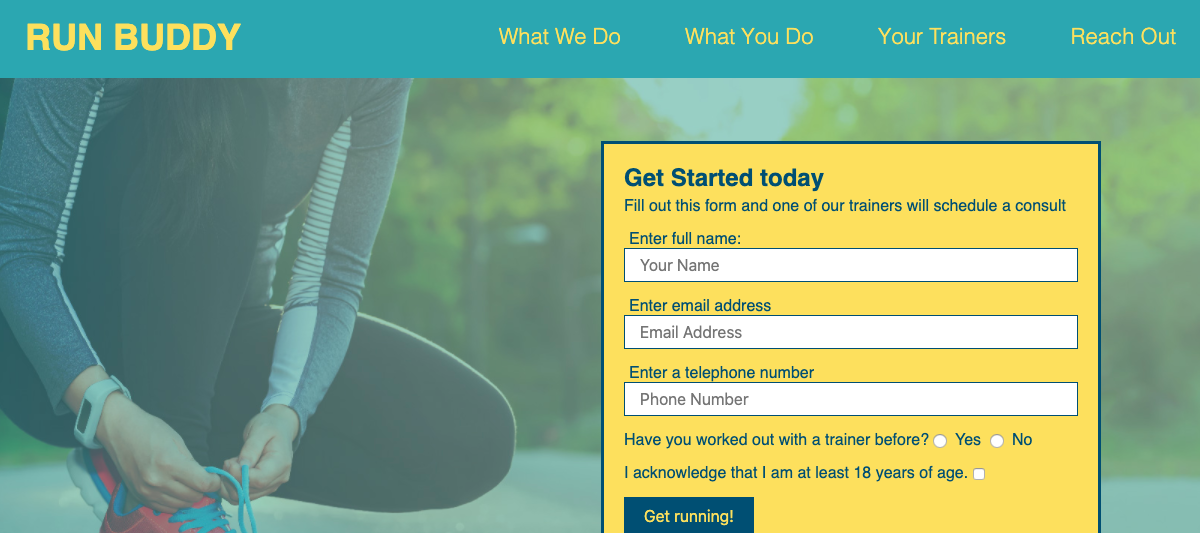 RUN BUDDY
What We Do
What You Do
Your Trainers
Reach Out
Get Started today
Fill out this form and one of our trainers will schedule a consult
Enter full name:
Your Name
Enter email address
Email Address
Enter a telephone number
Phone Number
Have you worked out with a trainer before? Yes No
I acknowledge that I am at least 18 years of age.
Get running!